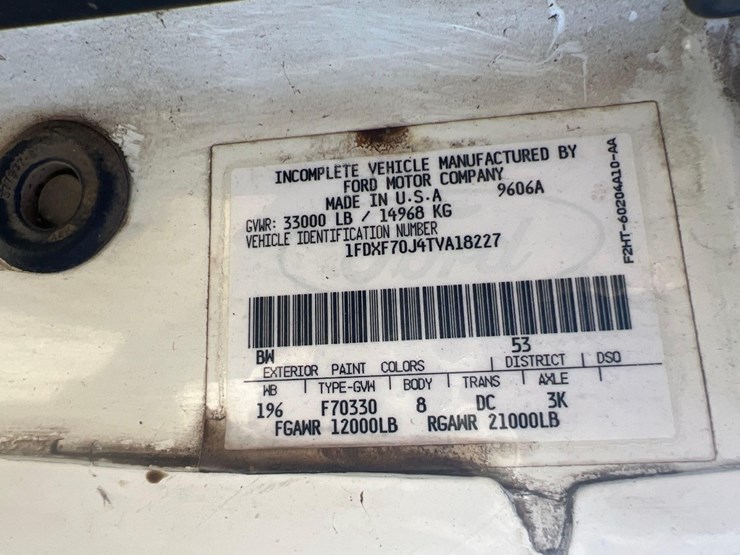 INCOMPLETE VEHICLE MANUFACTURED BY
FORD MOTOR COMPANY
MADE IN U.S.A 9606A
GVWR: 33000 LB / 14968 KG
VEHICLE IDENTIFICATION NUMBER
1FDXF70J4TVA18227
F2HT-60204A10-AA
Ford
BW 53
EXTERIOR PAINT COLORS DISTRICT DSO
WB TYPE-GVW BODY TRANS AXLE
196 F70330 8 DC 3K
FGAWR 12000LB RGAWR 21000LB